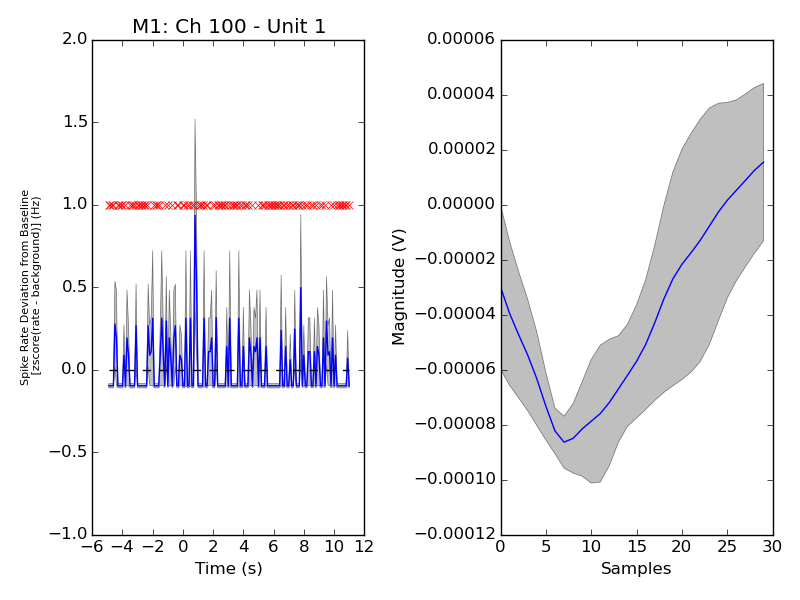 M1: Ch 100 - Unit 1
2.0
1.5
1.0
0.5
0.0
−0.5
−1.0
−6 −4 −2 0 2 4 6 8 10 12
Time (s)
Spike Rate Deviation from Baseline
[zscore(rate - background)] (Hz)
0.00006
0.00004
0.00002
0.00000
−0.00002
−0.00004
−0.00006
−0.00008
−0.00010
−0.00012
0 5 10 15 20 25 30
Samples
Magnitude (V)